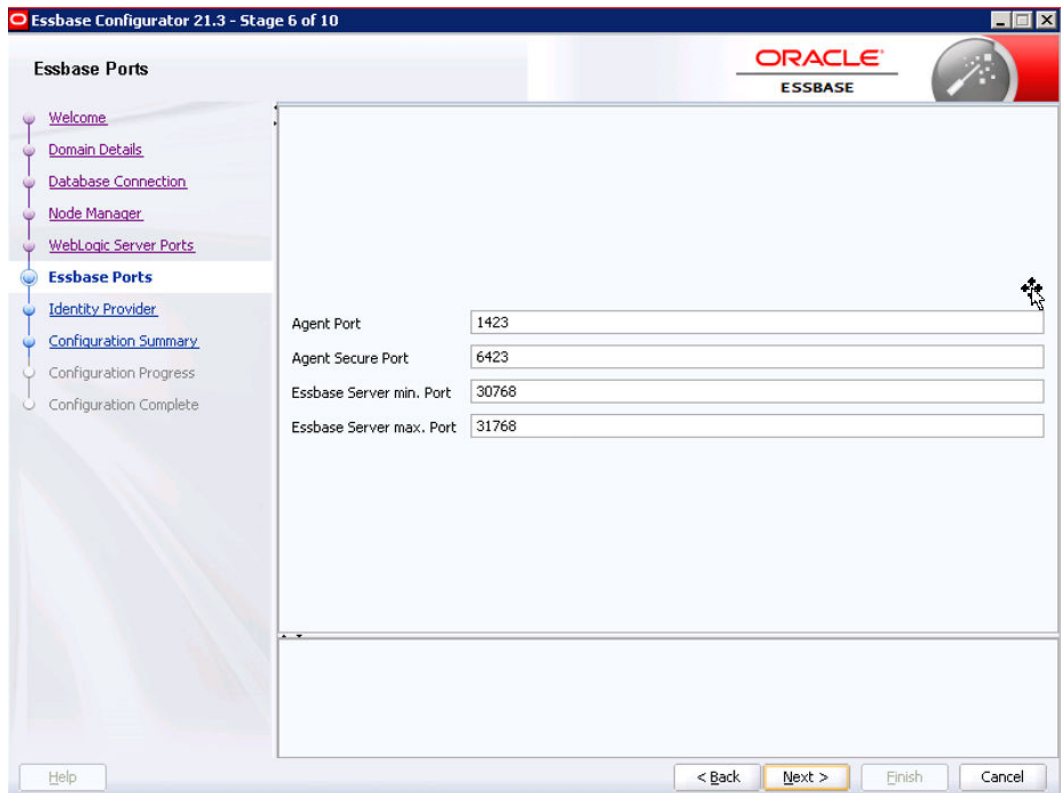 Essbase Configurator 21.3 - Stage 6 of 10
Essbase Ports
ORACLE
ESSBASE
Welcome
Domain Details
Database Connection
Node Manager
WebLogic Server Ports
Essbase Ports
Identity Provider
Configuration Summary
Configuration Progress
Configuration Complete
Agent Port 1423
Agent Secure Port 6423
Essbase Server min. Port 30768
Essbase Server max. Port 31768
Help
< Back Next > Finish Cancel